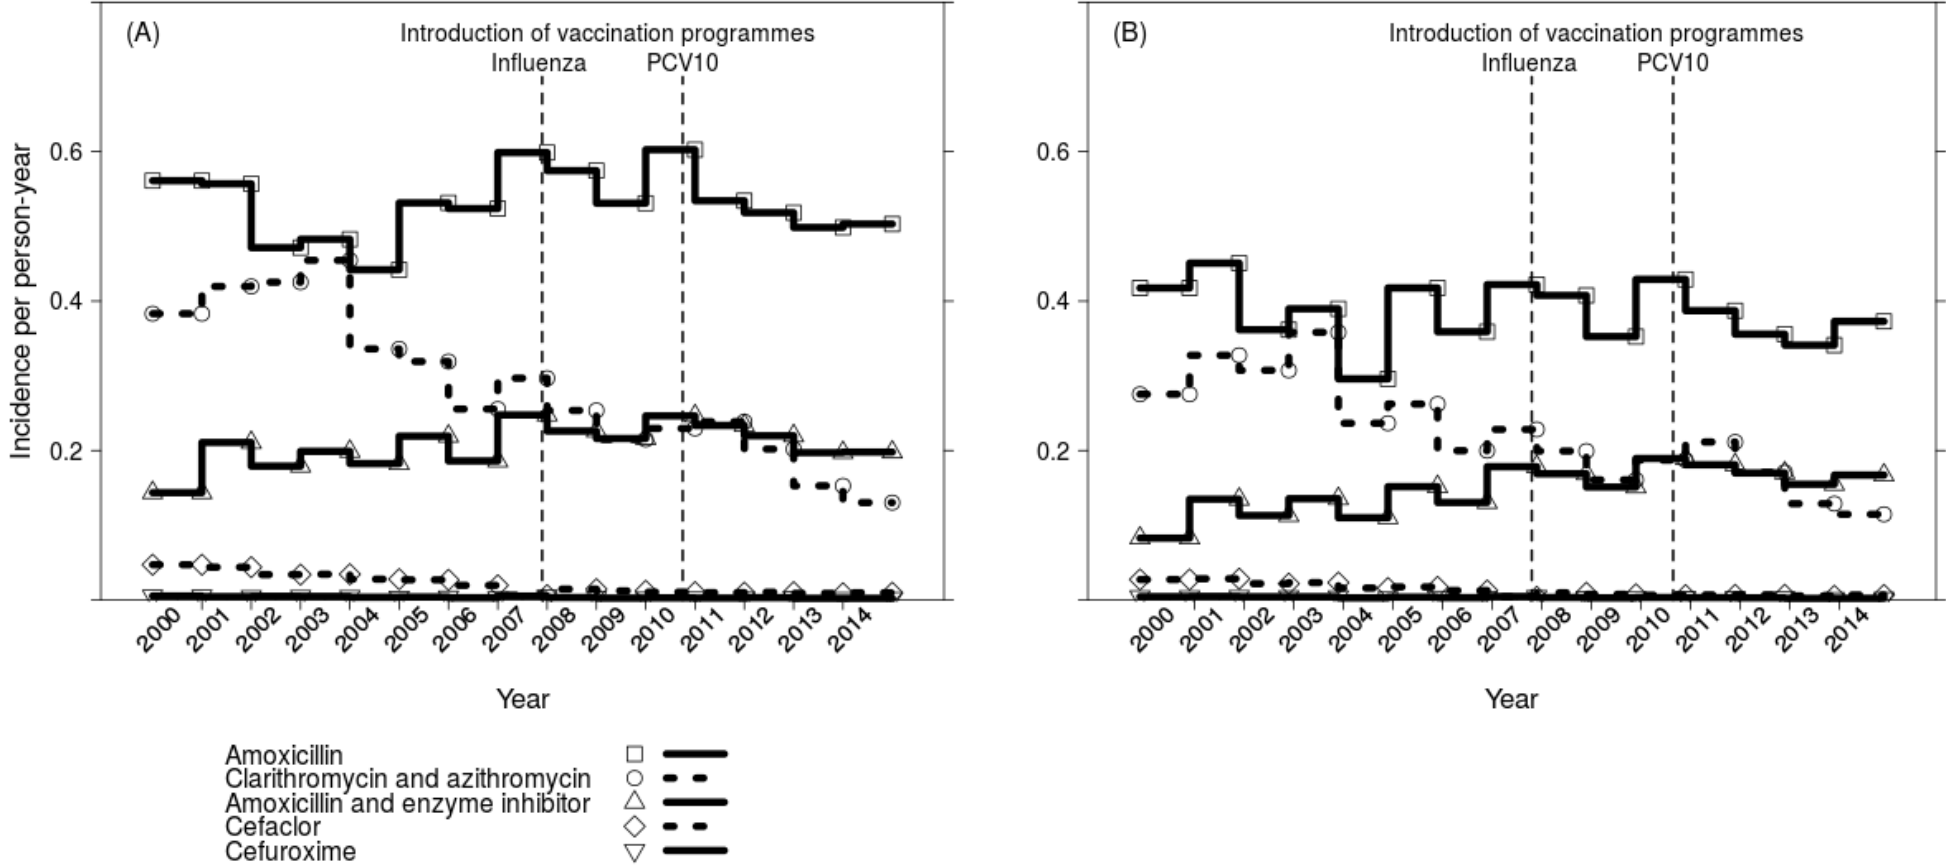 (A)
Introduction of vaccination programmes
Influenza PCV10
Incidence per person-year
0.6
0.4
0.2
2000 2001 2002 2003 2004 2005 2006 2007 2008 2009 2010 2011 2012 2013 2014
Year
(B)
Introduction of vaccination programmes
Influenza PCV10
0.6
0.4
0.2
2000 2001 2002 2003 2004 2005 2006 2007 2008 2009 2010 2011 2012 2013 2014
Year
Amoxicillin
Clarithromycin and azithromycin
Amoxicillin and enzyme inhibitor
Cefaclor
Cefuroxime